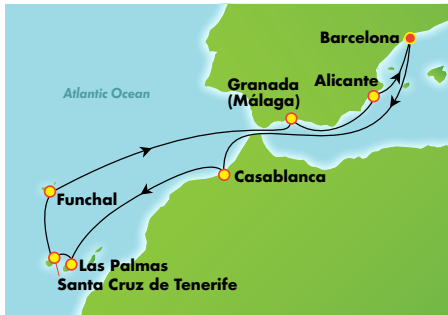 Barcelona
Granada
(Málaga)
Alicante
Atlantic Ocean
Casablanca
Funchal
Las Palmas
Santa Cruz de Tenerife